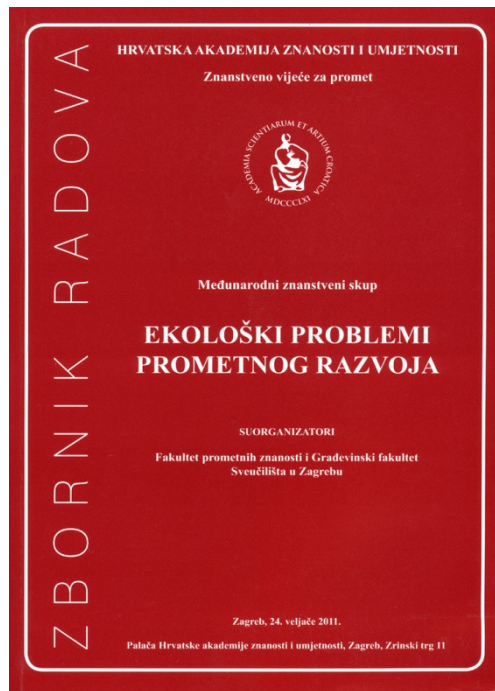 ZBORNIK RADOVA
HRVATSKA AKADEMIJA ZNANOSTI I UMJETNOSTI
Znanstveno vijeće za promet
ACADEMIA SCIENTIARUM ET ARTIUM CROATICA
MDCCCLXI
Međunarodni znanstveni skup
EKOLOŠKI PROBLEMI
PROMETNOG RAZVOJA
SUORGANIZATORI
Fakultet prometnih znanosti i Građevinski fakultet
Sveučilišta u Zagrebu
Zagreb, 24. veljače 2011.
Palača Hrvatske akademije znanosti i umjetnosti, Zagreb, Zrinski trg 11